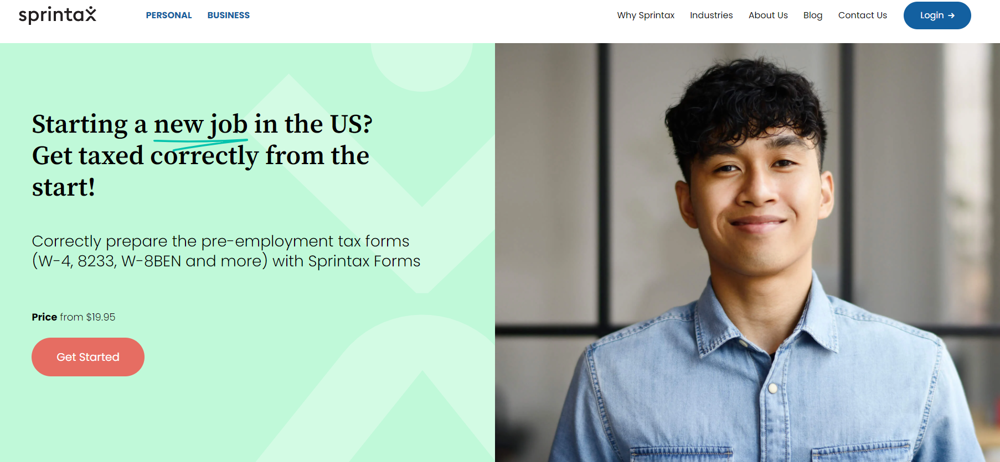 sprintax
PERSONAL BUSINESS
Why Sprintax Industries About Us Blog Contact Us Login →
Starting a new job in the US?
Get taxed correctly from the
start!
Correctly prepare the pre-employment tax forms
(W-4, 8233, W-8BEN and more) with Sprintax Forms
Price from $19.95
Get Started